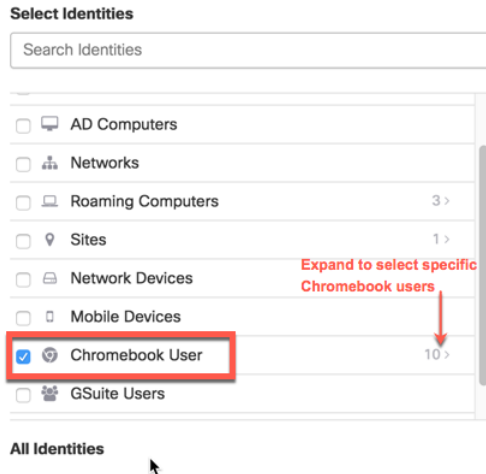 Select Identities
Search Identities
AD Computers
Networks
Roaming Computers 3 >
Sites 1 >
Expand to select specific
Network Devices
Chromebook users
Mobile Devices
Chromebook User 10 >
GSuite Users
All Identities